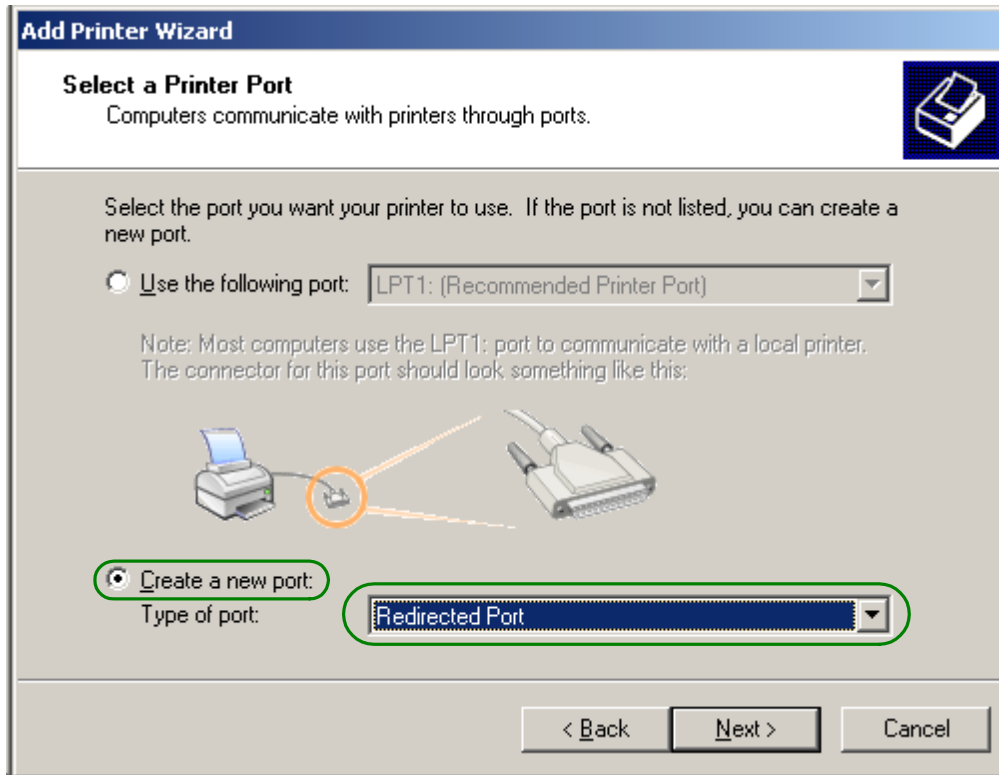 Add Printer Wizard
Select a Printer Port
Computers communicate with printers through ports.
Select the port you want your printer to use.  If the port is not listed, you can create a
new port.
Use the following port: LPT1: (Recommended Printer Port)
Note: Most computers use the LPT1: port to communicate with a local printer.
The connector for this port should look something like this:
Create a new port:
Type of port: Redirected Port
< Back Next > Cancel